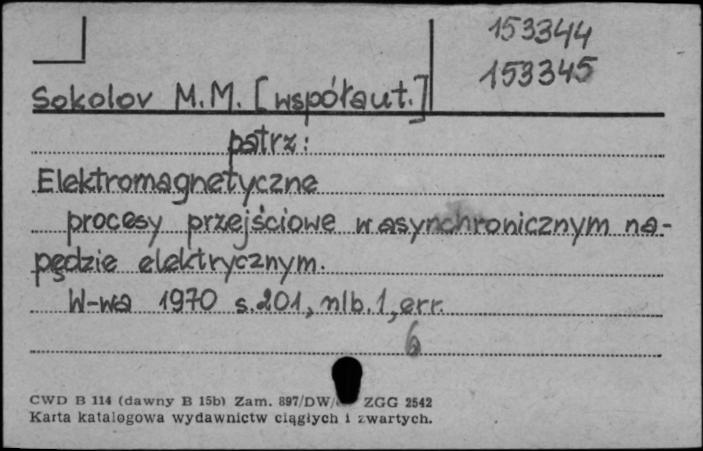 153344
153345
Sokolov M.M. [współaut.]
patrz:
Elektromagnetyczne
procesy przejściowe w asynchronicznym na-
pędzie elektrycznym.
W-wa 1970 s.201, nlb.1, err.
6
CWD B 114 (dawny B 15b) Zam. 897/DW/ ZGG 2542
Karta katalogowa wydawnictw ciągłych i zwartych.